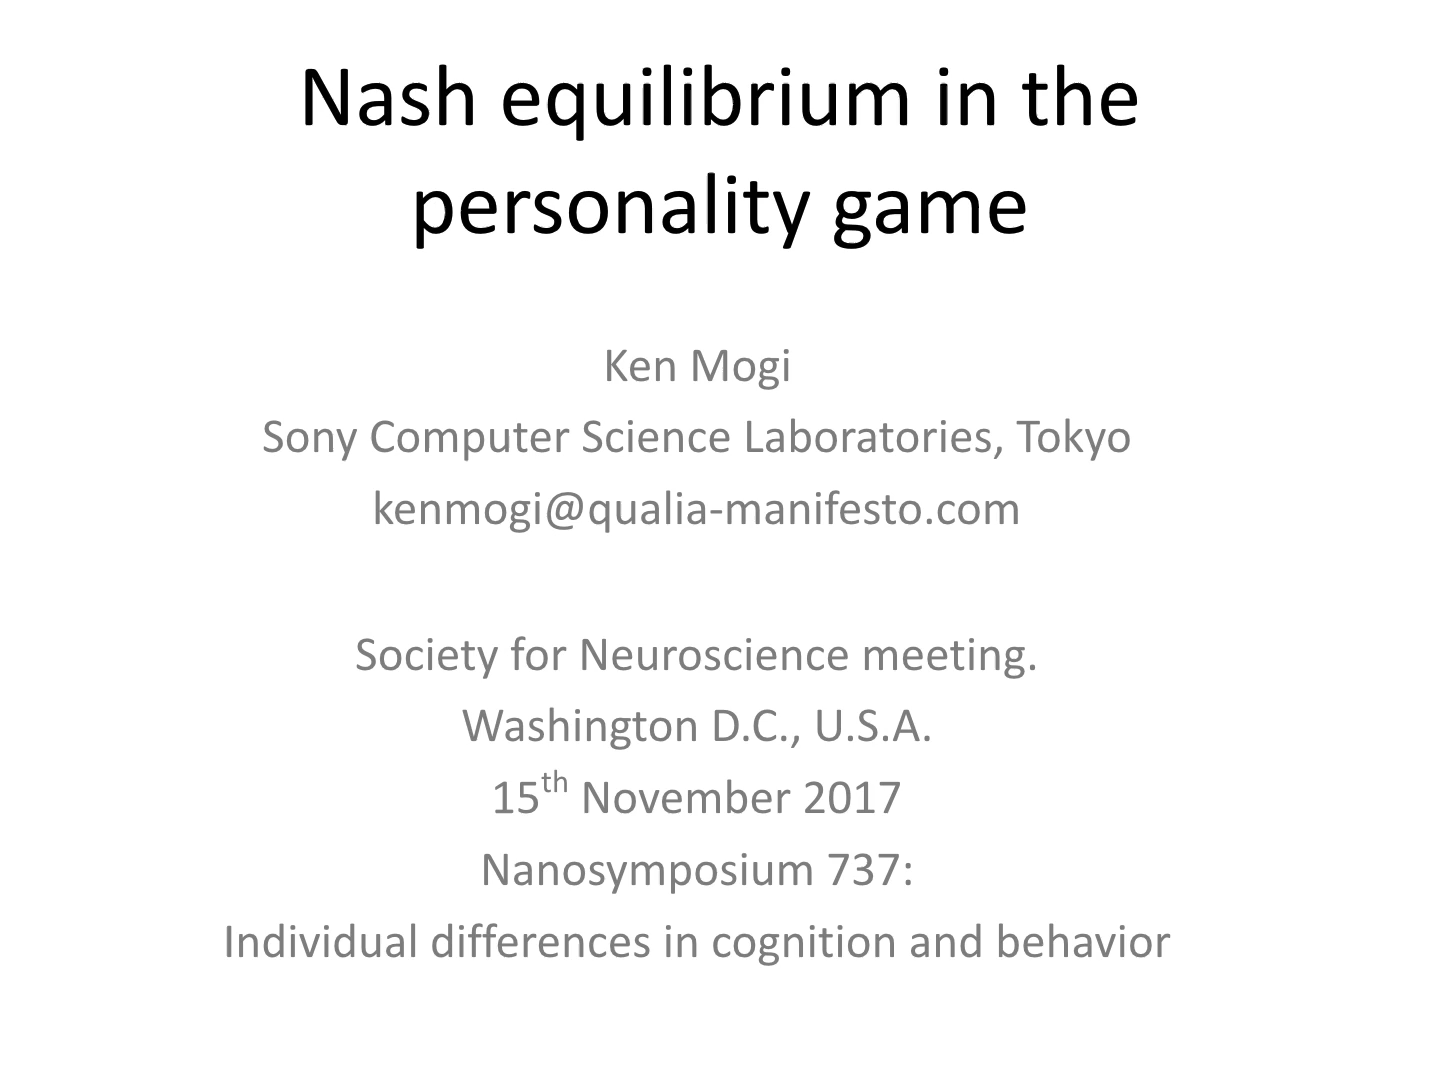 Nash equilibrium in the
personality game
Ken Mogi
Sony Computer Science Laboratories, Tokyo
kenmogi@qualia-manifesto.com
Society for Neuroscience meeting.
Washington D.C., U.S.A.
15th November 2017
Nanosymposium 737:
Individual differences in cognition and behavior